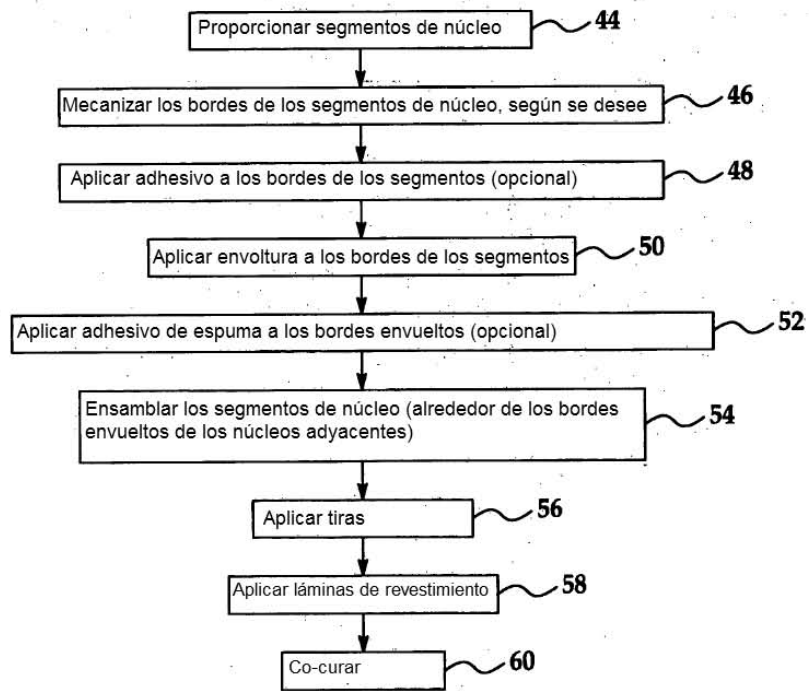 Proporcionar segmentos de núcleo 44
Mecanizar los bordes de los segmentos de núcleo, según se desee 46
Aplicar adhesivo a los bordes de los segmentos (opcional) 48
Aplicar envoltura a los bordes de los segmentos 50
Aplicar adhesivo de espuma a los bordes envueltos (opcional) 52
Ensamblar los segmentos de núcleo (alrededor de los bordes
envueltos de los núcleos adyacentes) 54
Aplicar tiras 56
Aplicar láminas de revestimiento 58
Co-curar 60